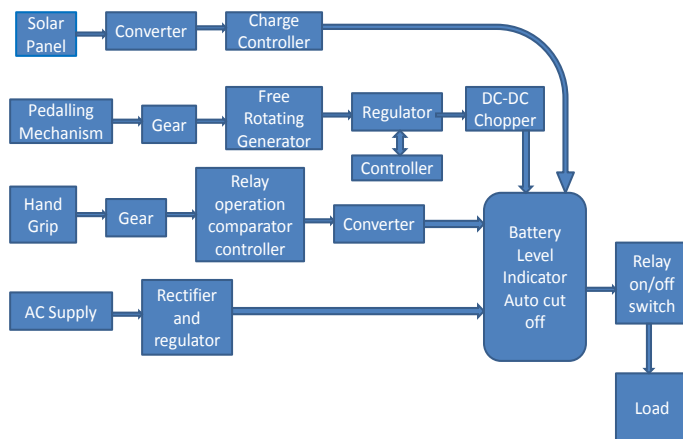 Solar
Panel
Converter
Charge
Controller
Pedalling
Mechanism
Gear
Free
Rotating
Generator
Regulator
DC-DC
Chopper
Controller
Hand
Grip
Gear
Relay
operation
comparator
controller
Converter
Battery
Level
Indicator
Auto cut
off
Relay
on/off
switch
AC Supply
Rectifier
and
regulator
Load